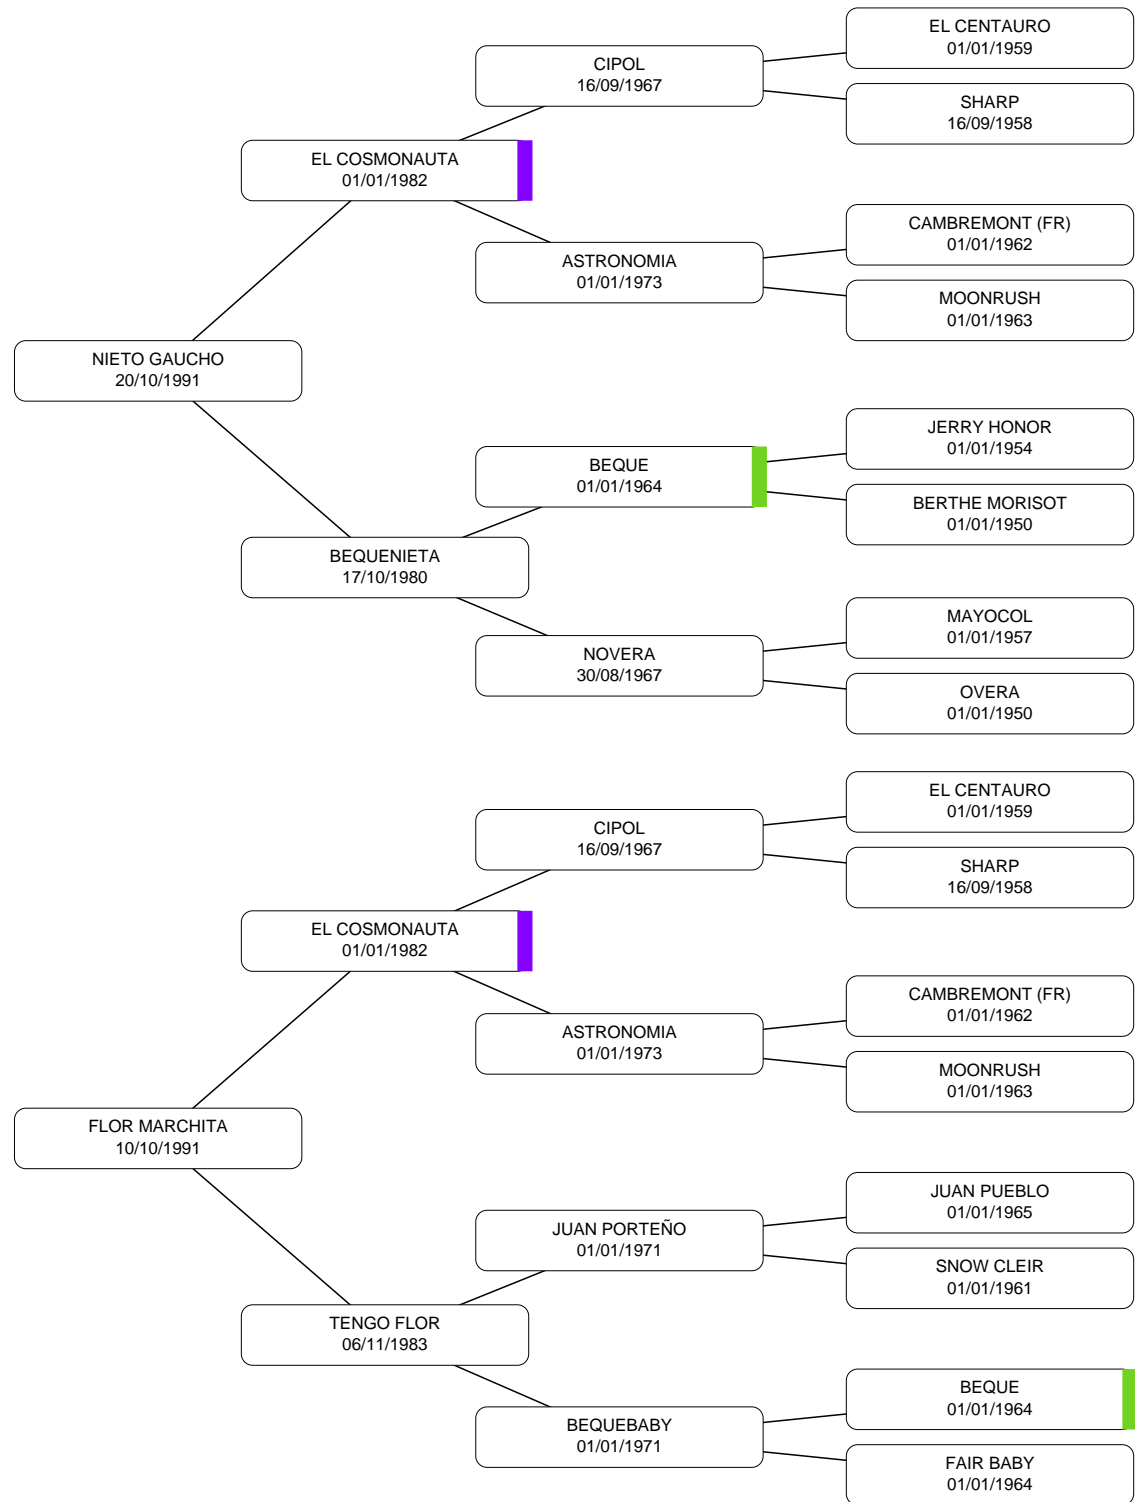 EL CENTAURO
01/01/1959
CIPOL
16/09/1967
SHARP
16/09/1958
EL COSMONAUTA
01/01/1982
CAMBREMONT (FR)
01/01/1962
ASTRONOMIA
01/01/1973
MOONRUSH
01/01/1963
NIETO GAUCHO
20/10/1991
JERRY HONOR
01/01/1954
BEQUE
01/01/1964
BERTHE MORISOT
01/01/1950
BEQUENIETA
17/10/1980
MAYOCOL
01/01/1957
NOVERA
30/08/1967
OVERA
01/01/1950
EL CENTAURO
01/01/1959
CIPOL
16/09/1967
SHARP
16/09/1958
EL COSMONAUTA
01/01/1982
CAMBREMONT (FR)
01/01/1962
ASTRONOMIA
01/01/1973
MOONRUSH
01/01/1963
FLOR MARCHITA
10/10/1991
JUAN PUEBLO
01/01/1965
JUAN PORTEÑO
01/01/1971
SNOW CLEIR
01/01/1961
TENGO FLOR
06/11/1983
BEQUE
01/01/1964
BEQUEBABY
01/01/1971
FAIR BABY
01/01/1964